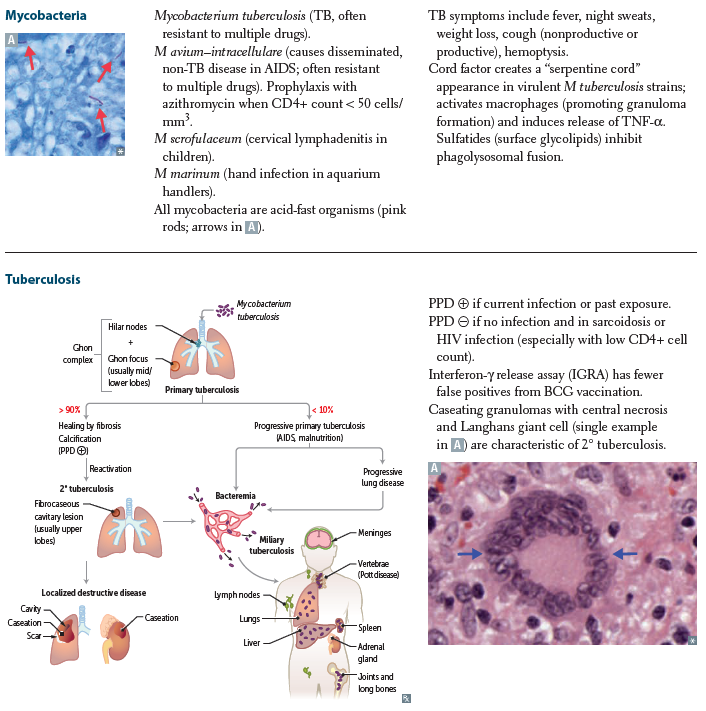 Mycobacteria
A
Mycobacterium tuberculosis (TB, often
resistant to multiple drugs).
M avium–intracellulare (causes disseminated,
non-TB disease in AIDS; often resistant
to multiple drugs). Prophylaxis with
azithromycin when CD4+ count < 50 cells/
mm³.
M scrofulaceum (cervical lymphadenitis in
children).
M marinum (hand infection in aquarium
handlers).
All mycobacteria are acid-fast organisms (pink
rods; arrows in A).
TB symptoms include fever, night sweats,
weight loss, cough (nonproductive or
productive), hemoptysis.
Cord factor creates a “serpentine cord”
appearance in virulent M tuberculosis strains;
activates macrophages (promoting granuloma
formation) and induces release of TNF-α.
Sulfatides (surface glycolipids) inhibit
phagolysosomal fusion.
Tuberculosis
Mycobacterium
tuberculosis
Hilar nodes
+
Ghon
complex
Ghon focus
(usually mid/
lower lobes)
Primary tuberculosis
> 90%
< 10%
Healing by fibrosis
Calcification
(PPD ⊕)
Progressive primary tuberculosis
(AIDS, malnutrition)
Reactivation
Progressive
lung disease
2° tuberculosis
Bacteremia
Fibrocaseous
cavitary lesion
(usually upper
lobes)
Miliary
tuberculosis
Meninges
Vertebrae
(Pott disease)
Localized destructive disease
Lymph nodes
Cavity
Caseation
Scar
Caseation
Lungs
Liver
Spleen
Adrenal
gland
Joints and
long bones
PPD ⊕ if current infection or past exposure.
PPD ⊖ if no infection and in sarcoidosis or
HIV infection (especially with low CD4+ cell
count).
Interferon-γ release assay (IGRA) has fewer
false positives from BCG vaccination.
Caseating granulomas with central necrosis
and Langhans giant cell (single example
in A) are characteristic of 2° tuberculosis.
A